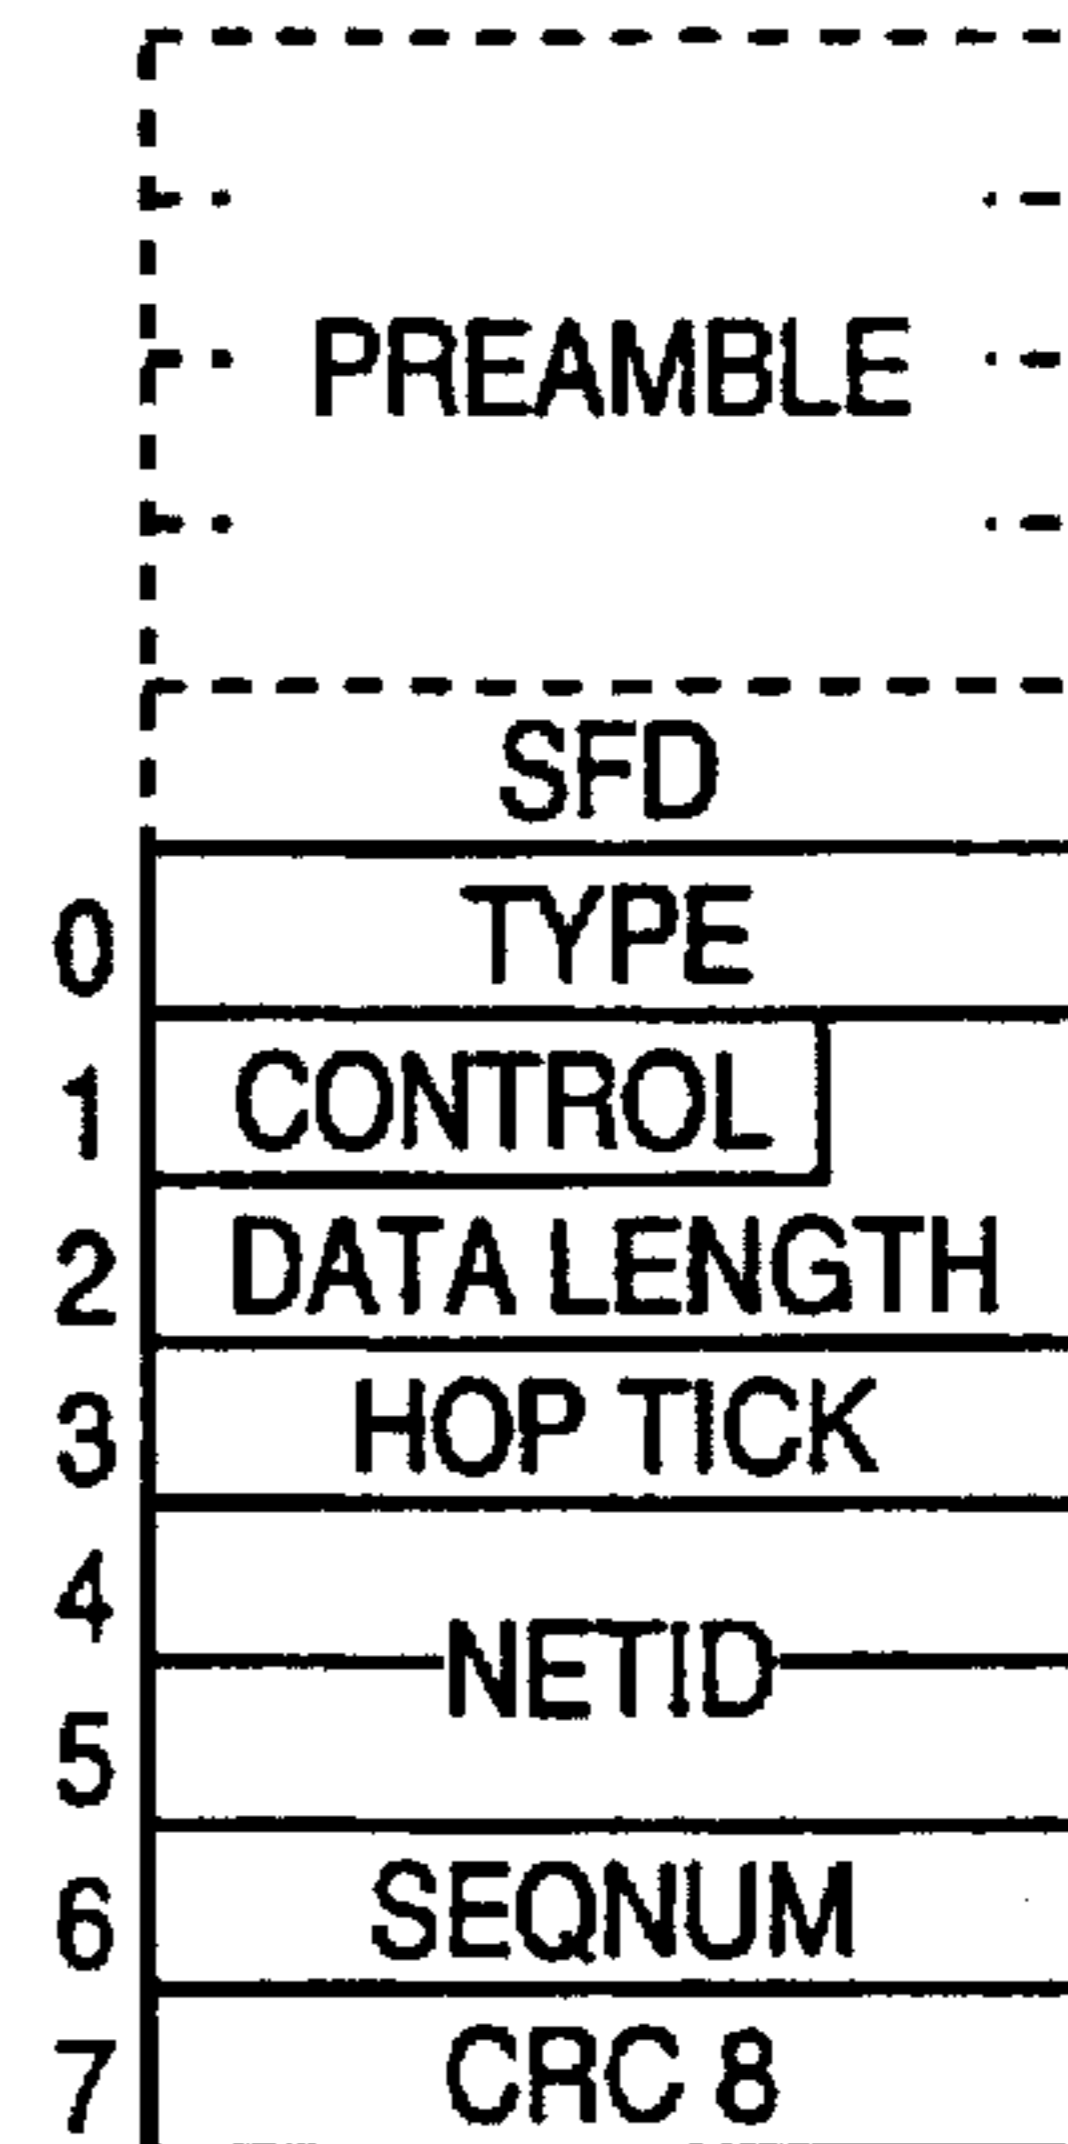 PREAMBLE
SFD
0 TYPE
1 CONTROL
2 DATA LENGTH
3 HOP TICK
4
NETID
5
6 SEQNUM
7 CRC 8